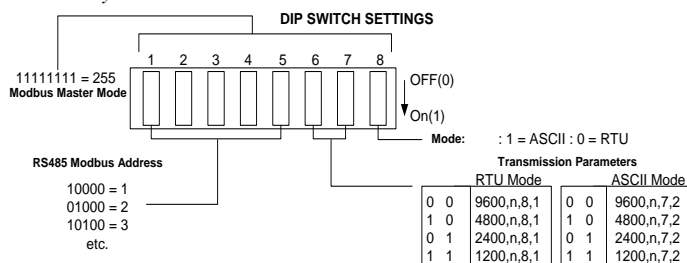 DIP SWITCH SETTINGS
1 2 3 4 5 6 7 8
11111111 = 255
Modbus Master Mode
OFF(0)
On(1)
Mode: : 1 = ASCII : 0 = RTU
RS485 Modbus Address
10000 = 1
01000 = 2
10100 = 3
etc.
Transmission Parameters
RTU Mode ASCII Mode
0 0 9600,n,8,1 0 0 9600,n,7,2
1 0 4800,n,8,1 1 0 4800,n,7,2
0 1 2400,n,8,1 0 1 2400,n,7,2
1 1 1200,n,8,1 1 1 1200,n,7,2